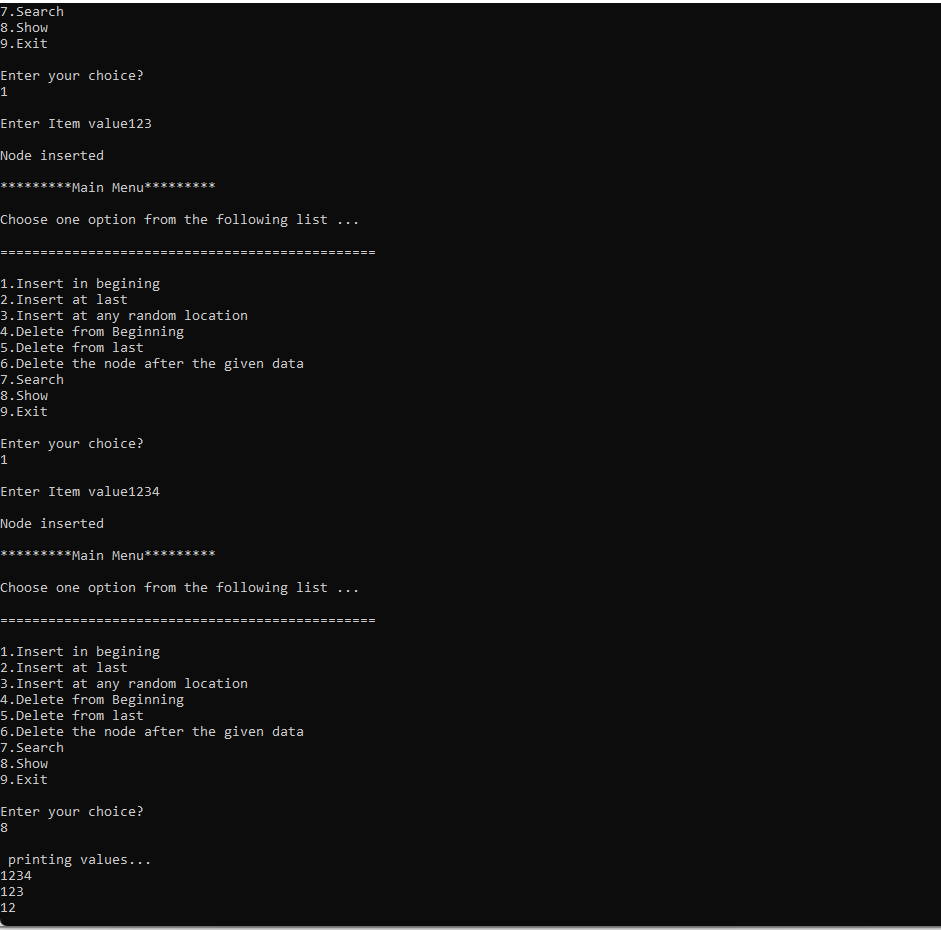 7.Search
8.Show
9.Exit
Enter your choice?
1
Enter Item value123
Node inserted
*********Main Menu*********
Choose one option from the following list ...
===============================================
1.Insert in begining
2.Insert at last
3.Insert at any random location
4.Delete from Beginning
5.Delete from last
6.Delete the node after the given data
7.Search
8.Show
9.Exit
Enter your choice?
1
Enter Item value1234
Node inserted
*********Main Menu*********
Choose one option from the following list ...
===============================================
1.Insert in begining
2.Insert at last
3.Insert at any random location
4.Delete from Beginning
5.Delete from last
6.Delete the node after the given data
7.Search
8.Show
9.Exit
Enter your choice?
8
printing values...
1234
123
12